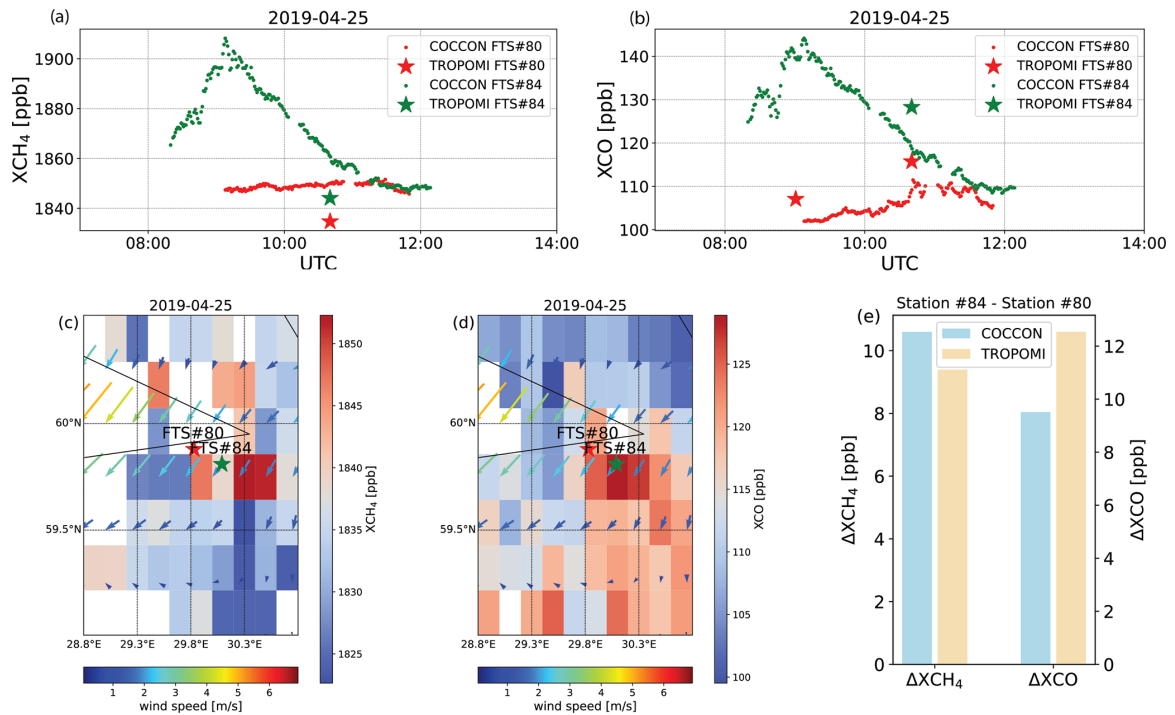 (a)
2019-04-25
XCH₄ [ppb]
1900
1880
1860
1840
COCCON FTS#80
TROPOMI FTS#80
COCCON FTS#84
TROPOMI FTS#84
08:00
10:00
12:00
14:00
UTC
(b)
2019-04-25
XCO [ppb]
140
130
120
110
100
COCCON FTS#80
TROPOMI FTS#80
COCCON FTS#84
TROPOMI FTS#84
08:00
10:00
12:00
14:00
UTC
2019-04-25
(c)
60°N
59.5°N
FTS#80
FTS#84
28.8°E
29.3°E
29.8°E
30.3°E
1850
1845
1840
1835
1830
1825
XCH₄ [ppb]
1
2
3
4
5
6
wind speed [m/s]
2019-04-25
(d)
60°N
59.5°N
FTS#80
FTS#84
28.8°E
29.3°E
29.8°E
30.3°E
125
120
115
110
105
100
XCO [ppb]
1
2
3
4
5
6
wind speed [m/s]
Station #84 - Station #80
(e)
COCCON
TROPOMI
ΔXCH₄ [ppb]
10
8
6
4
2
0
12
10
8
6
4
2
0
ΔXCO [ppb]
ΔXCH₄
ΔXCO